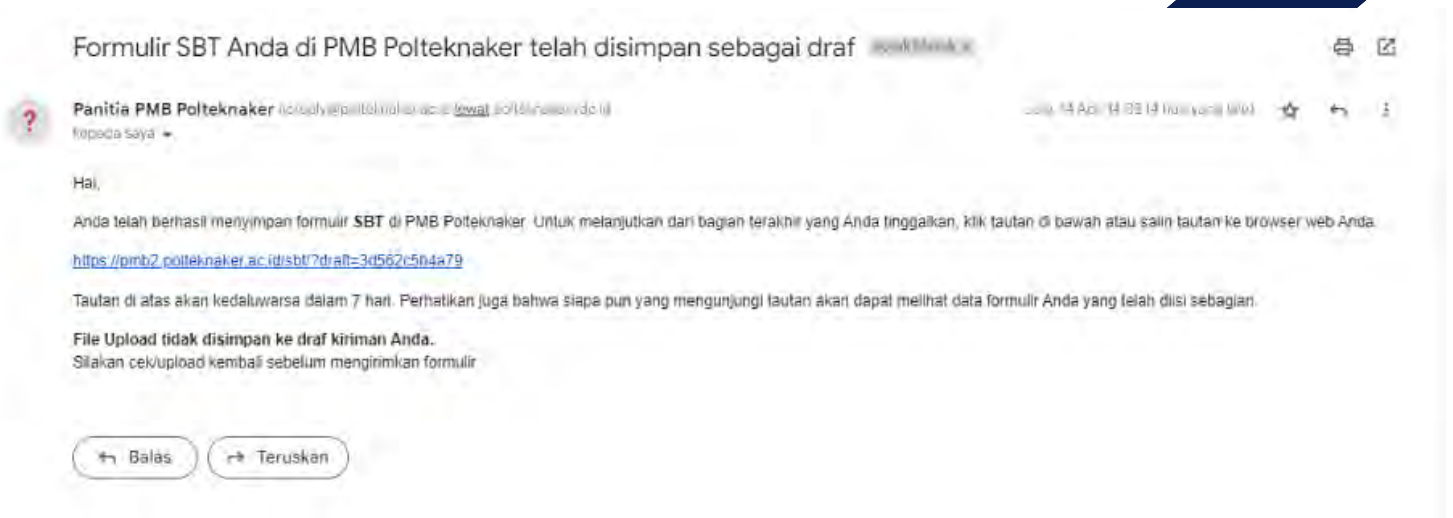 Formulir SBT Anda di PMB Polteknaker telah disimpan sebagai draf
Panitia PMB Polteknaker lewat
kepada saya
Hai,
Anda telah berhasil menyimpan formulir SBT di PMB Polteknaker. Untuk melanjutkan dari bagian terakhir yang Anda tinggalkan, klik tautan di bawah atau salin tautan ke browser web Anda.
https://pmb2.polteknaker.ac.id/sbt/?draft=3d562c5b4a79
Tautan di atas akan kedaluwarsa dalam 7 hari. Perhatikan juga bahwa siapa pun yang mengunjungi tautan akan dapat melihat data formulir Anda yang telah diisi sebagian.
File Upload tidak disimpan ke draf kiriman Anda.
Silakan cek/upload kembali sebelum mengirimkan formulir
Balas Teruskan